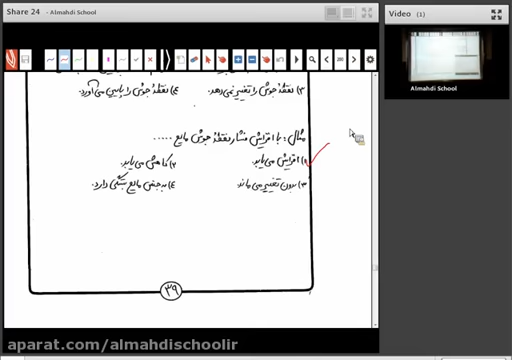 Share 24 Almahdi School
Video (1)
Almahdi School
۳) نقطهٔ جوش را تغییر نمی‌دهد. ۴) نقطهٔ جوش را پایین می‌آورد.
مثال: با افزایش فشار نقطهٔ جوش مایع .....
۱) افزایش می‌یابد. ۲) کاهش می‌یابد.
۳) بدون تغییر می‌ماند. ۴) به جنس مایع بستگی دارد.
۳۹
aparat.com/almahdischoolir